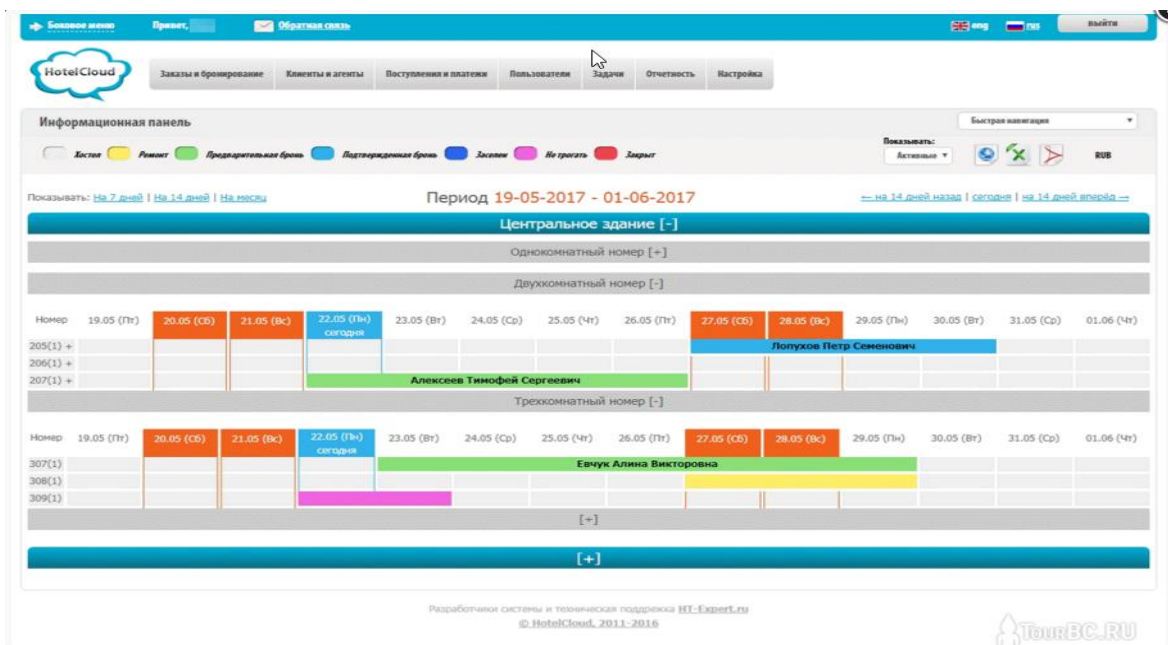 Боковое меню Привет, Обратная связь eng rus выйти
HotelCloud Заказы и бронирование Клиенты и агенты Поступления и платежи Пользователи Задачи Отчетность Настройка
Информационная панель Быстрая навигация
Хостел Ремонт Предварительная бронь Подтвержденная бронь Заселен Не трогать Закрыт Показывать: Активные RUB
Показывать: На 7 дней | На 14 дней | На месяц Период 19-05-2017 - 01-06-2017 ← на 14 дней назад | сегодня | на 14 дней вперёд →
Центральное здание [-]
Однокомнатный номер [+]
Двухкомнатный номер [-]
Номер 19.05 (Пт) 20.05 (Сб) 21.05 (Вс) 22.05 (Пн) сегодня 23.05 (Вт) 24.05 (Ср) 25.05 (Чт) 26.05 (Пт) 27.05 (Сб) 28.05 (Вс) 29.05 (Пн) 30.05 (Вт) 31.05 (Ср) 01.06 (Чт)
205(1) + Лопухов Петр Семенович
206(1) +
207(1) + Алексеев Тимофей Сергеевич
Трехкомнатный номер [-]
Номер 19.05 (Пт) 20.05 (Сб) 21.05 (Вс) 22.05 (Пн) сегодня 23.05 (Вт) 24.05 (Ср) 25.05 (Чт) 26.05 (Пт) 27.05 (Сб) 28.05 (Вс) 29.05 (Пн) 30.05 (Вт) 31.05 (Ср) 01.06 (Чт)
307(1) Евчук Алина Викторовна
308(1)
309(1)
[+]
[+]
Разработчики системы и техническая поддержка HT-Expert.ru
© HotelCloud, 2011-2016
TourBC.RU